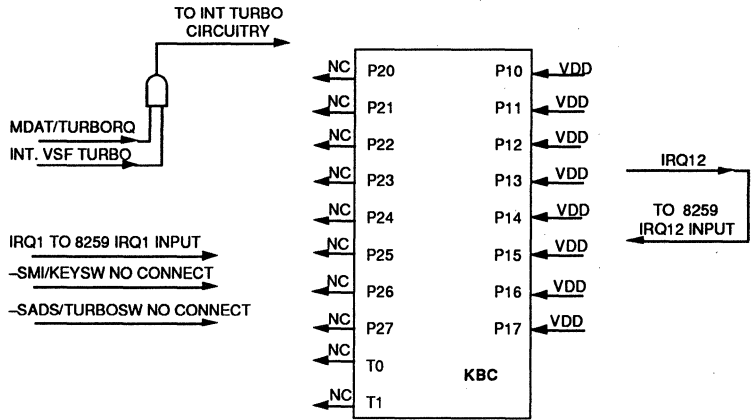 TO INT TURBO
CIRCUITRY
MDAT/TURBORQ
INT. VSF TURBO
IRQ1 TO 8259 IRQ1 INPUT
–SMI/KEYSW NO CONNECT
–SADS/TURBOSW NO CONNECT
NC P20 P10 VDD
NC P21 P11 VDD
NC P22 P12 VDD
NC P23 P13 VDD
NC P24 P14 VDD
NC P25 P15 VDD
NC P26 P16 VDD
NC P27 P17 VDD
NC T0
KBC
NC T1
IRQ12
TO 8259
IRQ12 INPUT